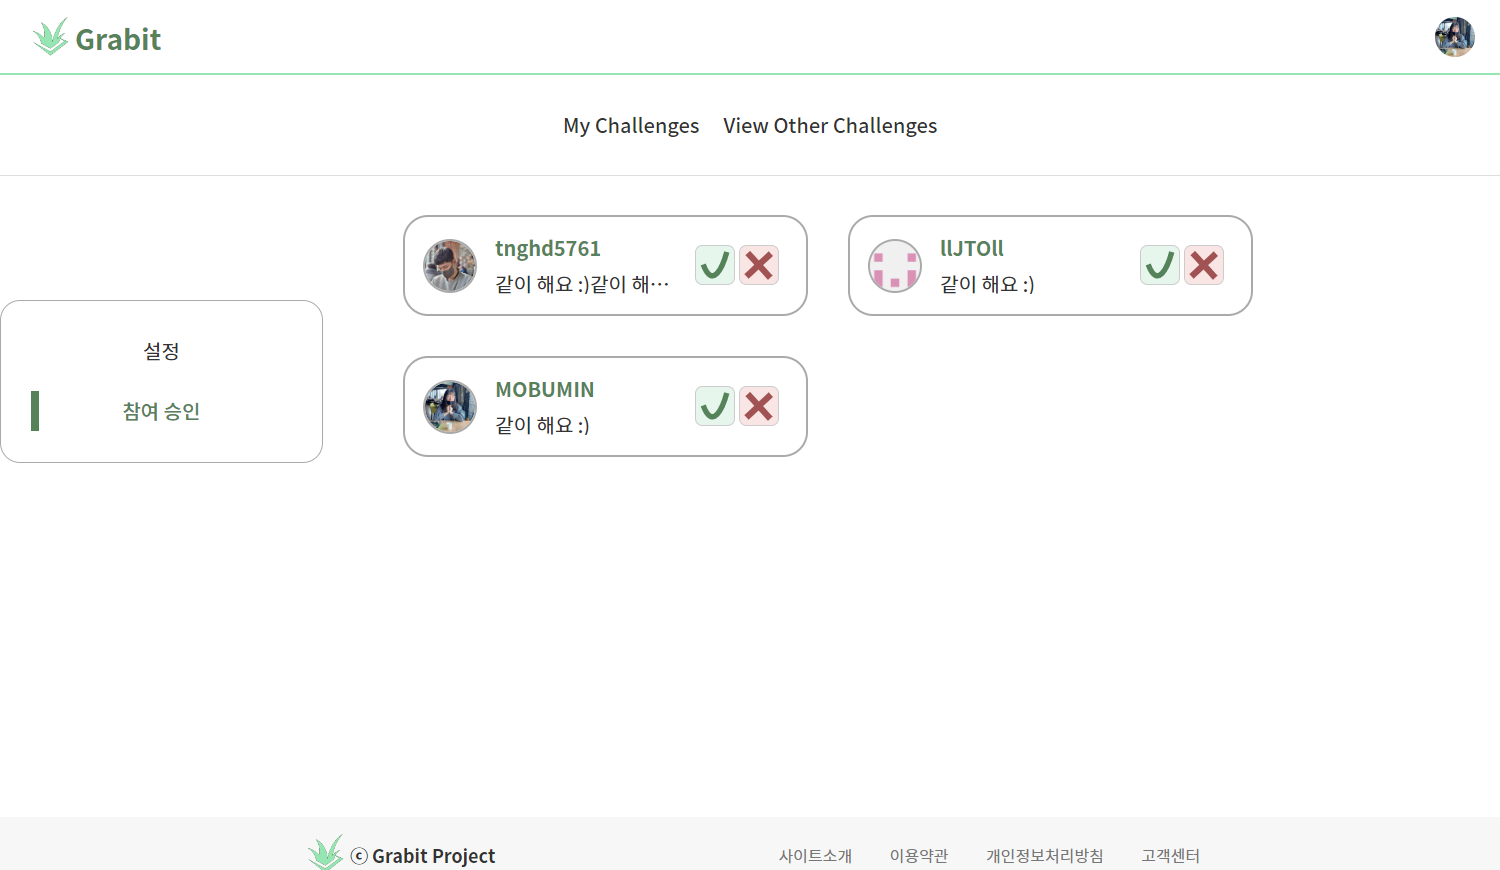 Grabit
My Challenges View Other Challenges
tnghd5761
같이 해요 :)같이 해…
llJTOll
같이 해요 :)
설정
참여 승인
MOBUMIN
같이 해요 :)
ⓒ Grabit Project
사이트소개 이용약관 개인정보처리방침 고객센터